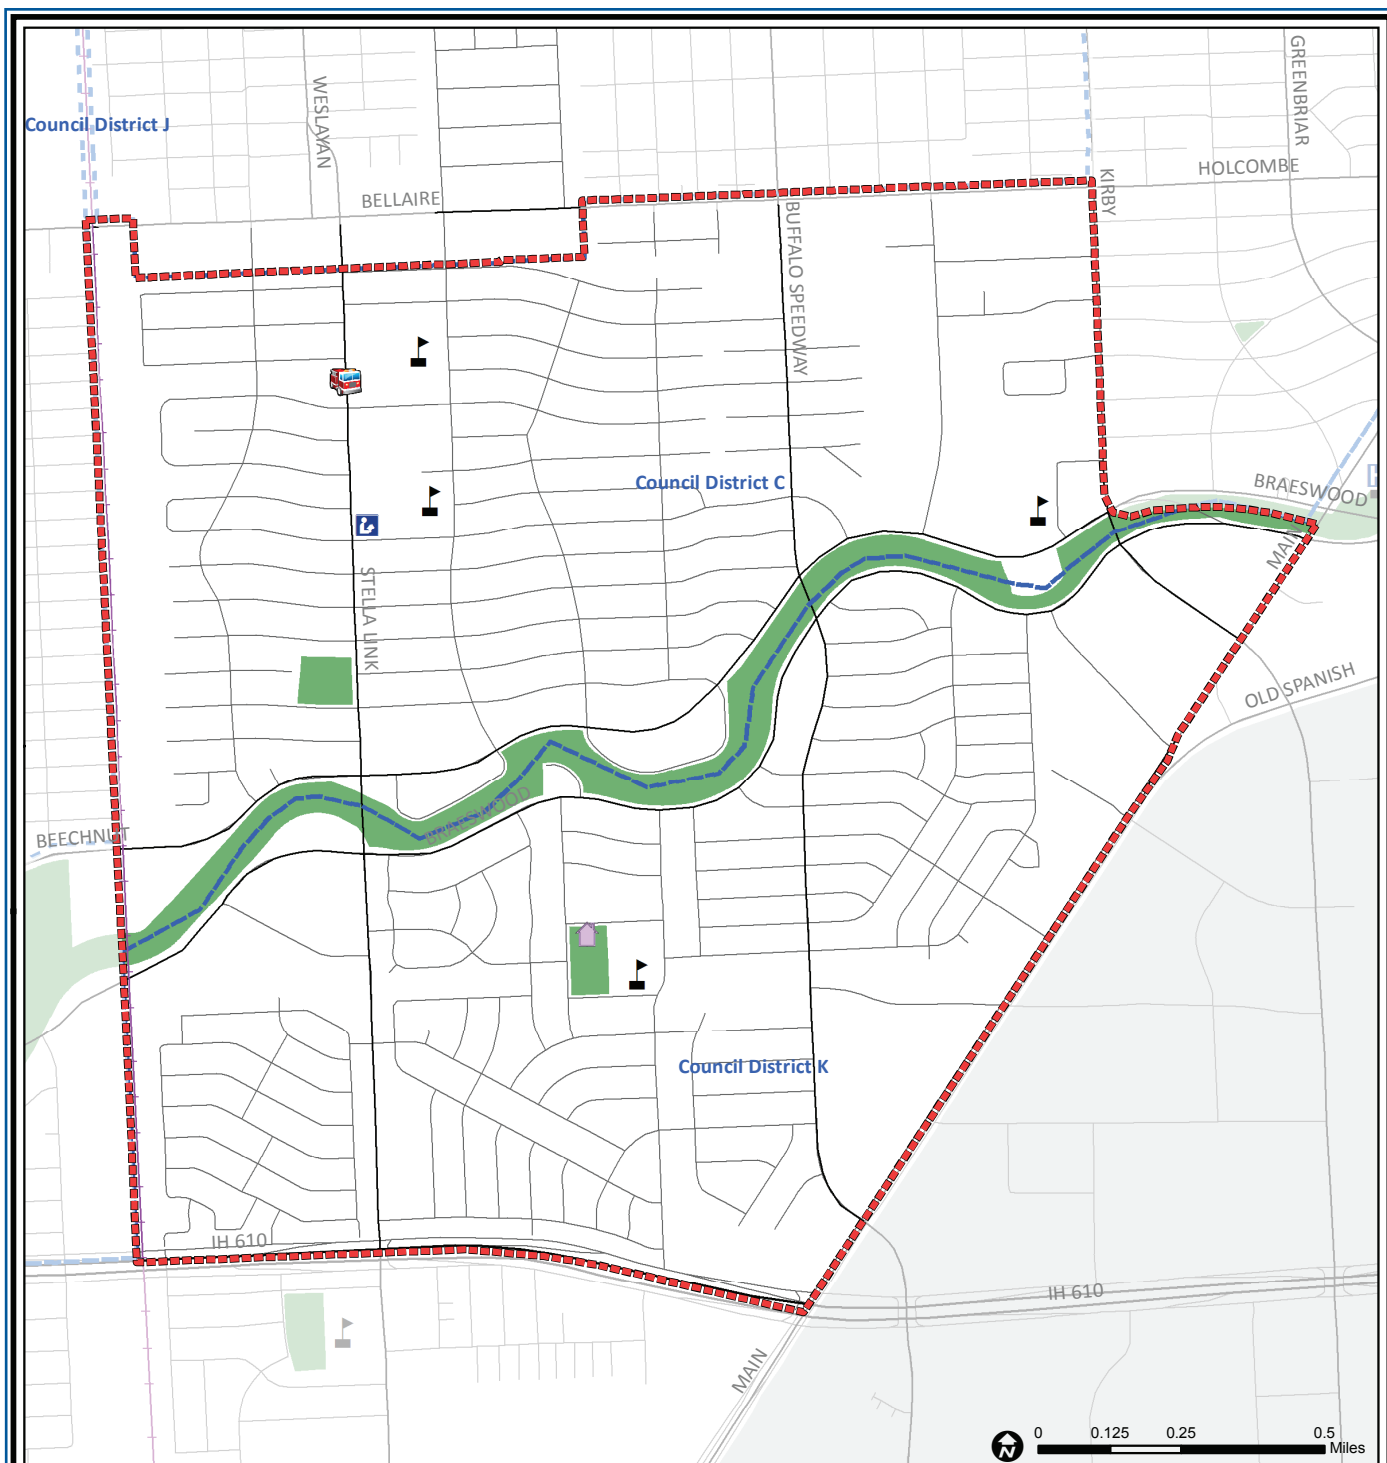 GREENBRIAR
WESLAYAN
Council District J
HOLCOMBE
KIRBY
BELLAIRE
BUFFALO SPEEDWAY
Council District C
BRAESWOOD
MAIN
STELLA LINK
OLD SPANISH
BRAESWOOD
BEECHNUT
Council District K
IH 610
IH 610
MAIN
N
0 0.125 0.25 0.5
Miles